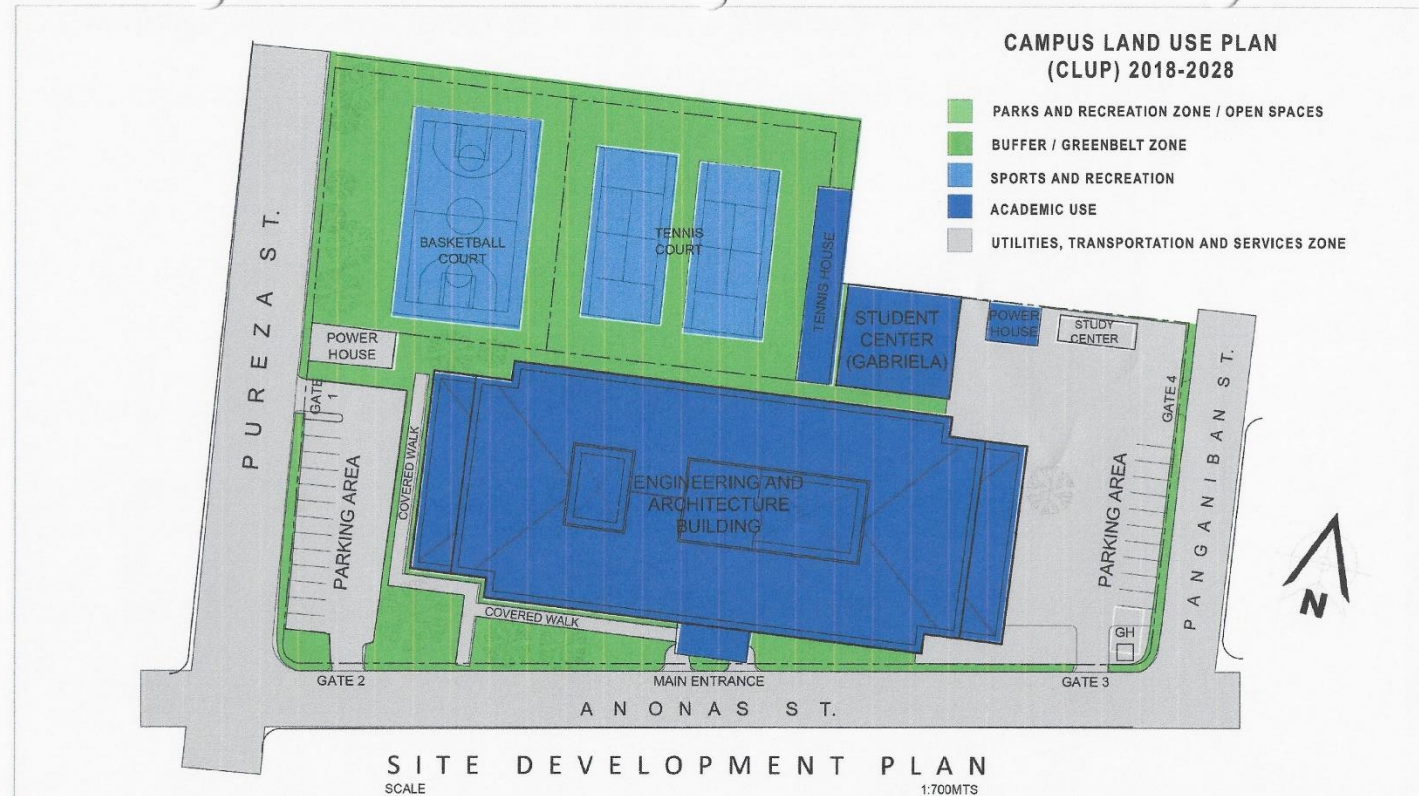 CAMPUS LAND USE PLAN
(CLUP) 2018-2028
PARKS AND RECREATION ZONE / OPEN SPACES
BUFFER / GREENBELT ZONE
SPORTS AND RECREATION
ACADEMIC USE
UTILITIES, TRANSPORTATION AND SERVICES ZONE
PUREZA ST.
BASKETBALL
COURT
TENNIS
COURT
TENNIS HOUSE
STUDENT
CENTER
(GABRIELA)
POWER
HOUSE
STUDY
CENTER
POWER
HOUSE
GATE
1
GATE 4
PANGANIBAN ST.
COVERED WALK
PARKING AREA
ENGINEERING AND
ARCHITECTURE
BUILDING
PARKING AREA
COVERED WALK
GH
N
GATE 2
MAIN ENTRANCE
GATE 3
ANONAS ST.
SITE DEVELOPMENT PLAN
SCALE
1:700MTS